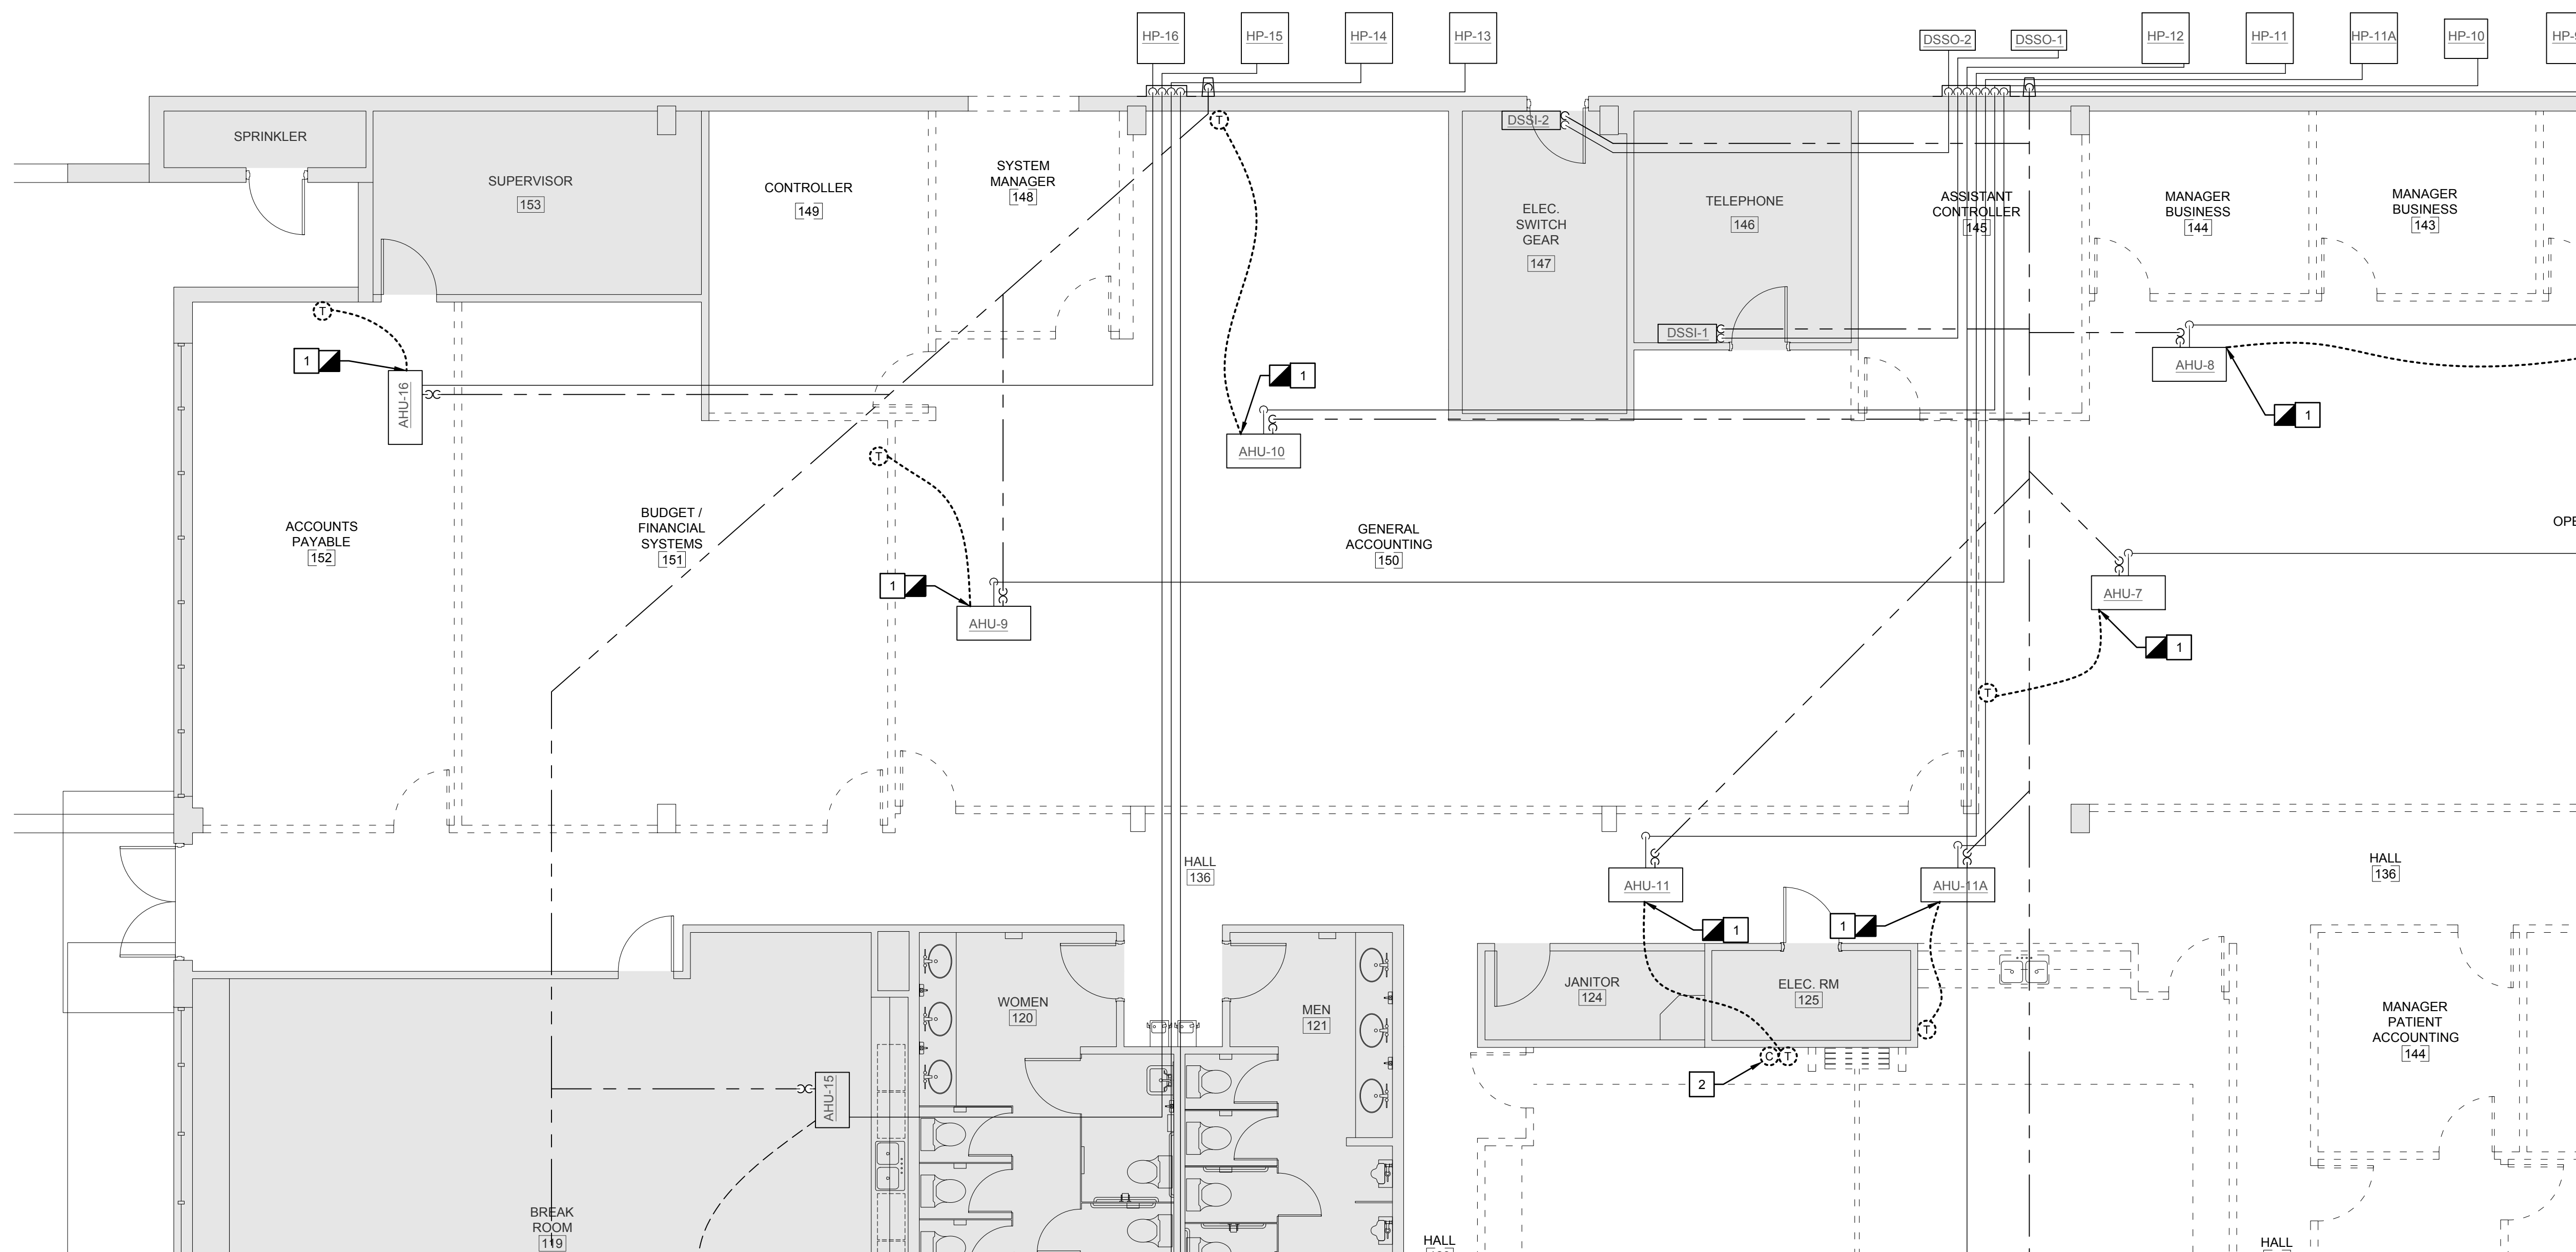 HP-16
HP-15
HP-14
HP-13
DSSO-2
DSSO-1
HP-12
HP-11
HP-11A
HP-10
SPRINKLER
T
DSSI-2
SUPERVISOR
153
CONTROLLER
149
SYSTEM
MANAGER
148
ELEC.
SWITCH
GEAR
147
TELEPHONE
146
ASSISTANT
CONTROLLER
145
MANAGER
BUSINESS
144
MANAGER
BUSINESS
143
T
1
AHU-16
DSSI-1
AHU-8
1
1
AHU-10
T
ACCOUNTS
PAYABLE
152
BUDGET /
FINANCIAL
SYSTEMS
151
GENERAL
ACCOUNTING
150
1
AHU-9
AHU-7
1
T
HALL
136
AHU-11
1
AHU-11A
1
HALL
136
WOMEN
120
MEN
121
JANITOR
124
ELEC. RM
125
T
C
T
2
MANAGER
PATIENT
ACCOUNTING
144
AHU-15
BREAK
ROOM
119
HALL
HALL